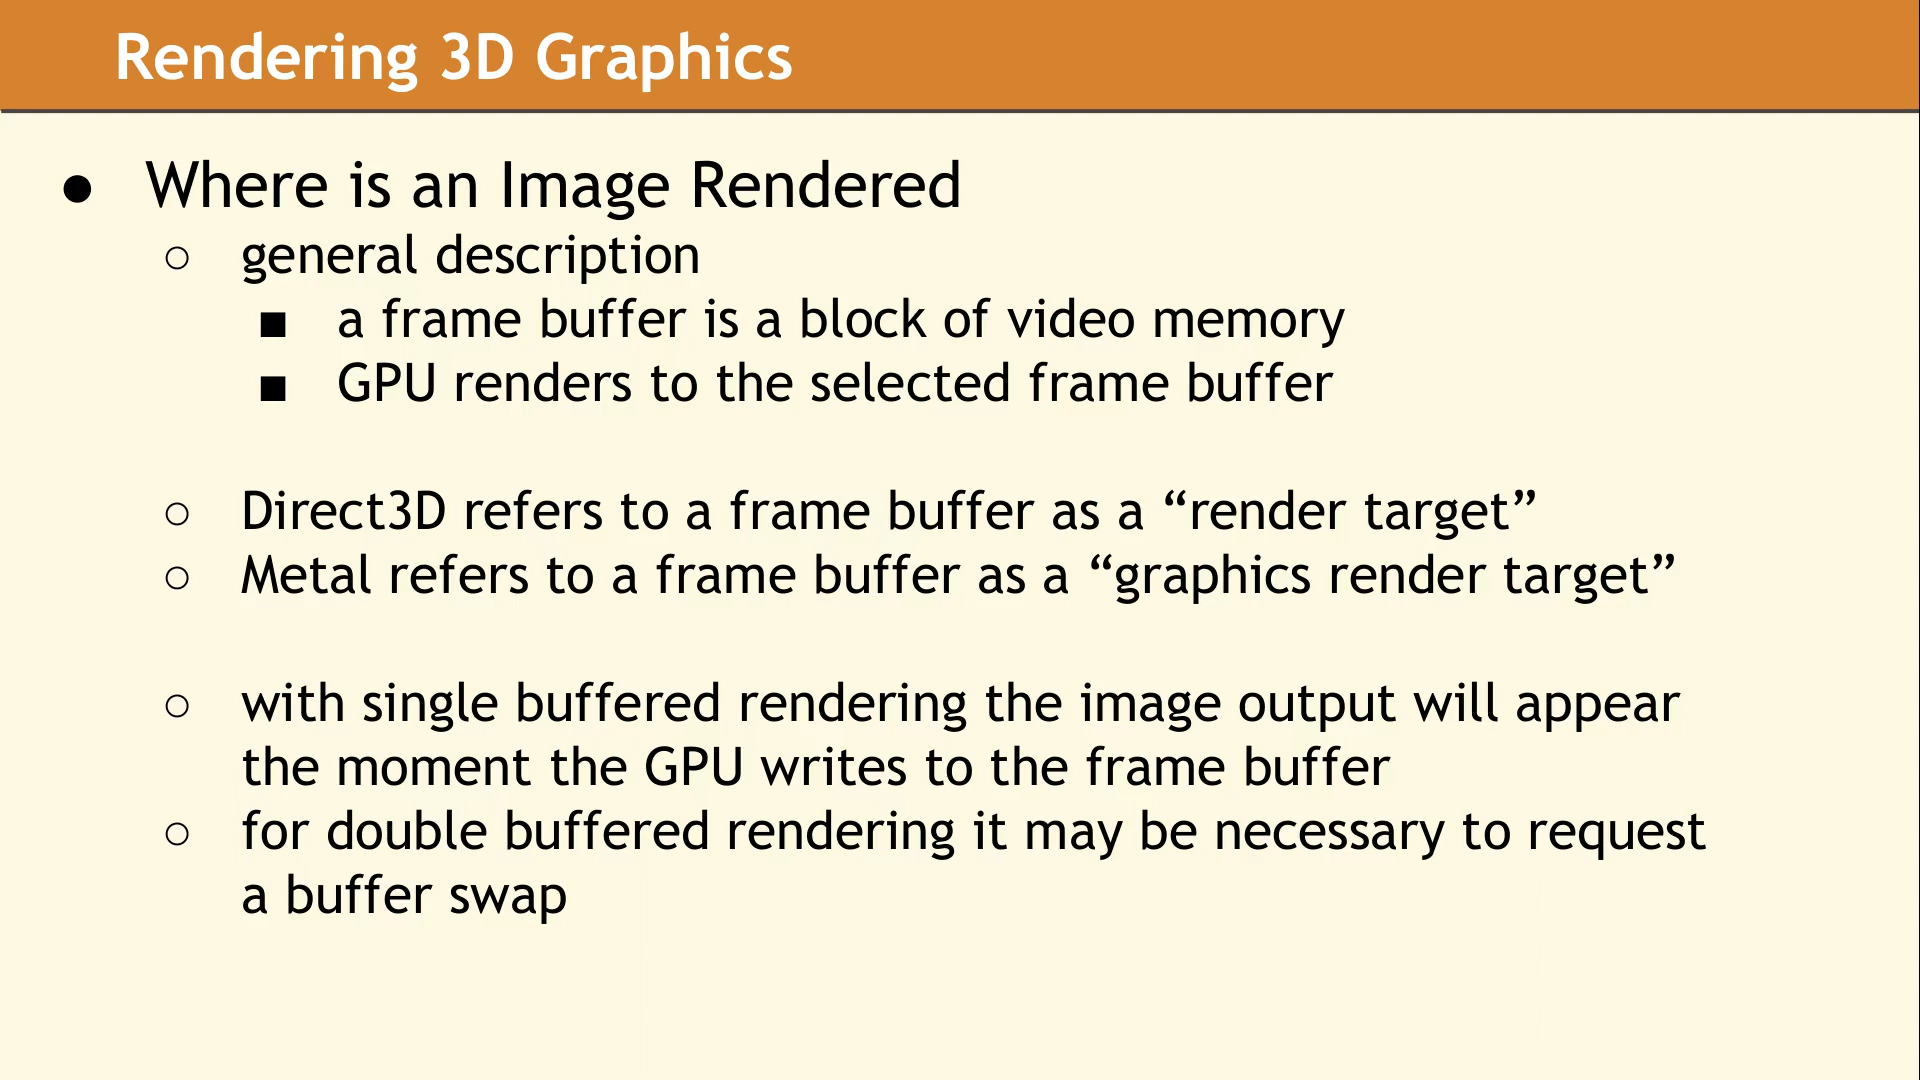 Rendering 3D Graphics
● Where is an Image Rendered
○ general description
■ a frame buffer is a block of video memory
■ GPU renders to the selected frame buffer
○ Direct3D refers to a frame buffer as a “render target”
○ Metal refers to a frame buffer as a “graphics render target”
○ with single buffered rendering the image output will appear
the moment the GPU writes to the frame buffer
○ for double buffered rendering it may be necessary to request
a buffer swap